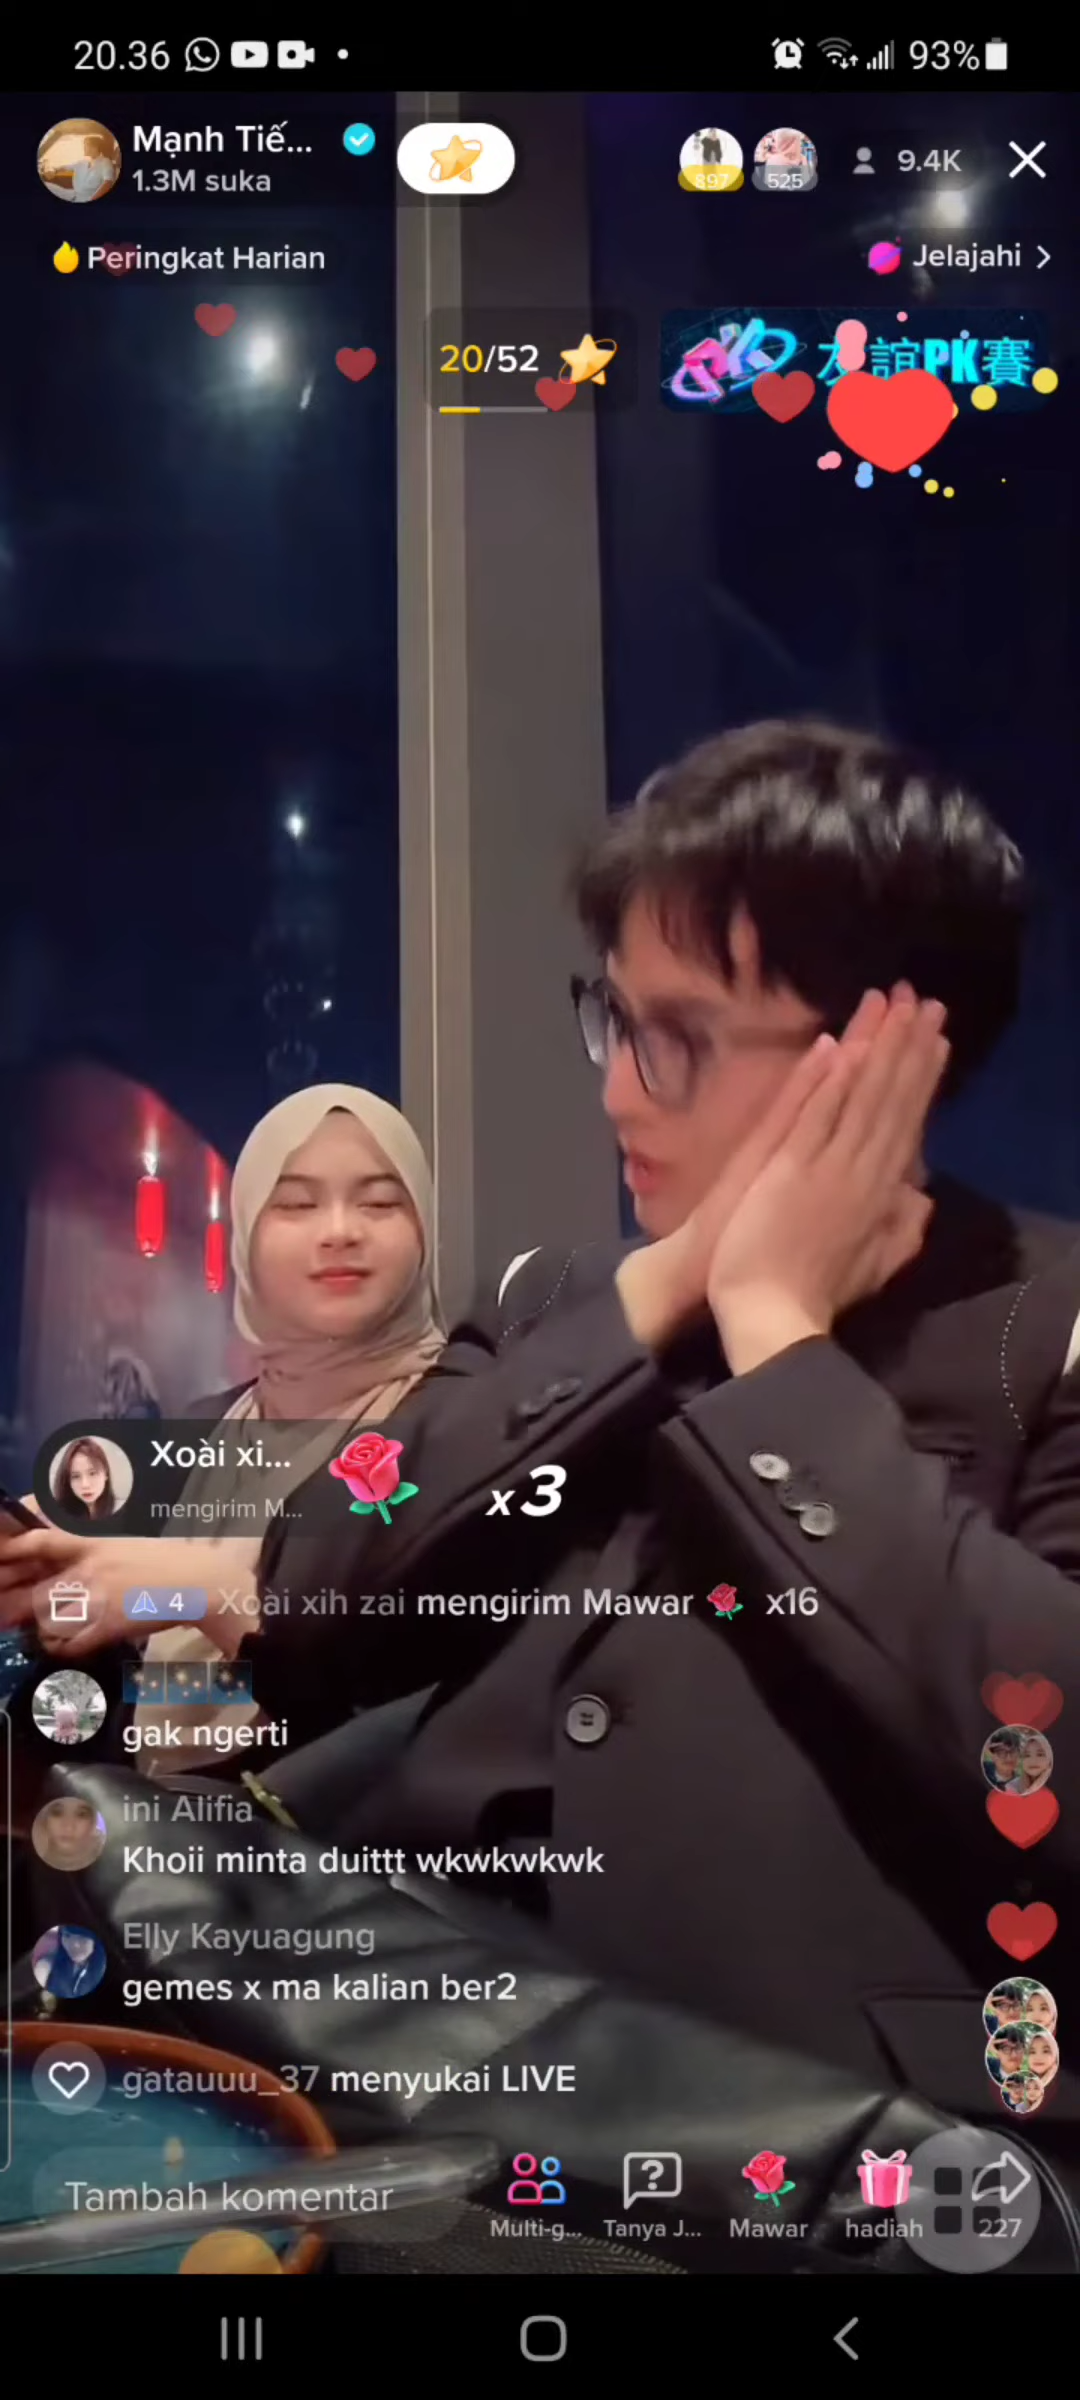 20.36
93%
Mạnh Tiế...
1.3M suka
897
525
9.4K
Peringkat Harian
Jelajahi
20/52
友誼PK賽
Xoài xi...
mengirim M...
x3
4 Xoài xih zai mengirim Mawar x16
gak ngerti
ini Alifia
Khoii minta duittt wkwkwkwk
Elly Kayuagung
gemes x ma kalian ber2
gatauuu_37 menyukai LIVE
Tambah komentar
Multi-g...
Tanya J...
Mawar
hadiah
227